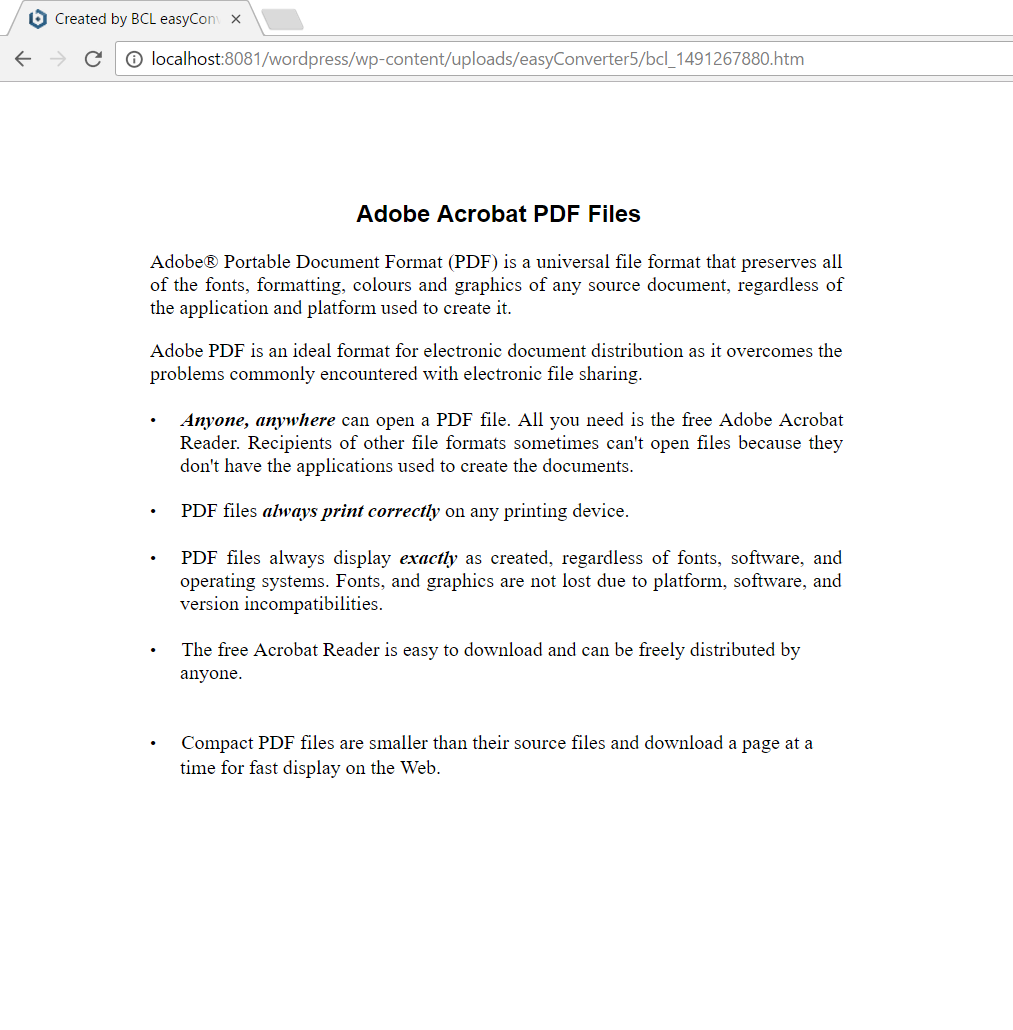 Created by BCL easyCon
localhost:8081/wordpress/wp-content/uploads/easyConverter5/bcl_1491267880.htm
Adobe Acrobat PDF Files
Adobe® Portable Document Format (PDF) is a universal file format that preserves all
of the fonts, formatting, colours and graphics of any source document, regardless of
the application and platform used to create it.
Adobe PDF is an ideal format for electronic document distribution as it overcomes the
problems commonly encountered with electronic file sharing.
• Anyone, anywhere can open a PDF file. All you need is the free Adobe Acrobat
Reader. Recipients of other file formats sometimes can't open files because they
don't have the applications used to create the documents.
• PDF files always print correctly on any printing device.
• PDF files always display exactly as created, regardless of fonts, software, and
operating systems. Fonts, and graphics are not lost due to platform, software, and
version incompatibilities.
• The free Acrobat Reader is easy to download and can be freely distributed by
anyone.
• Compact PDF files are smaller than their source files and download a page at a
time for fast display on the Web.